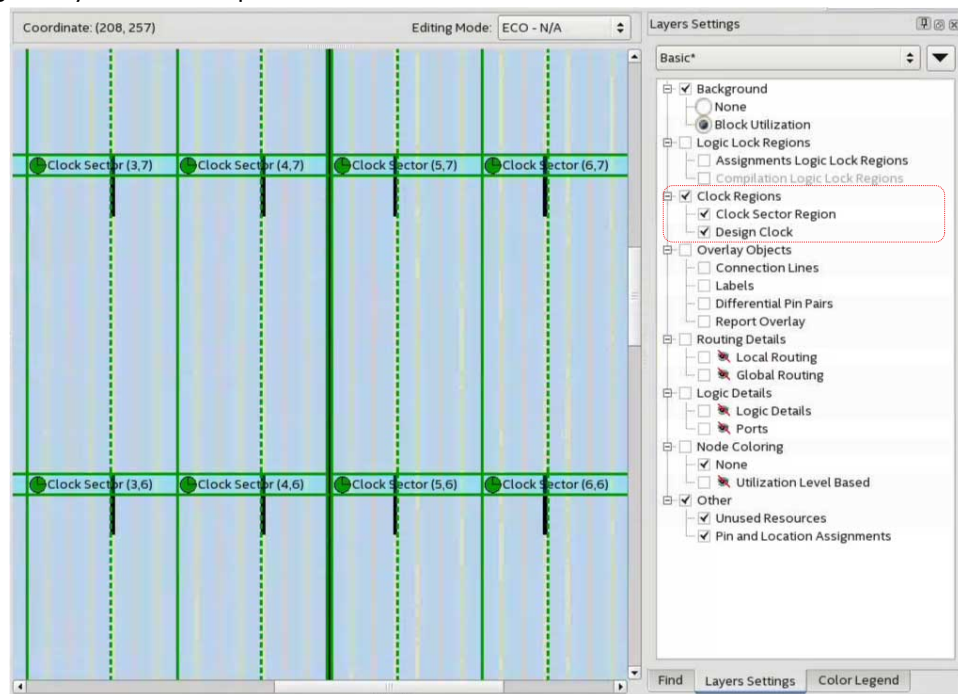 Coordinate: (208, 257)
Editing Mode: ECO - N/A
Clock Sector (3,7)
Clock Sector (4,7)
Clock Sector (5,7)
Clock Sector (6,7)
Clock Sector (3,6)
Clock Sector (4,6)
Clock Sector (5,6)
Clock Sector (6,6)
Layers Settings
Basic*
Background
None
Block Utilization
Logic Lock Regions
Assignments Logic Lock Regions
Compilation Logic Lock Regions
Clock Regions
Clock Sector Region
Design Clock
Overlay Objects
Connection Lines
Labels
Differential Pin Pairs
Report Overlay
Routing Details
Local Routing
Global Routing
Logic Details
Logic Details
Ports
Node Coloring
None
Utilization Level Based
Other
Unused Resources
Pin and Location Assignments
Find
Layers Settings
Color Legend